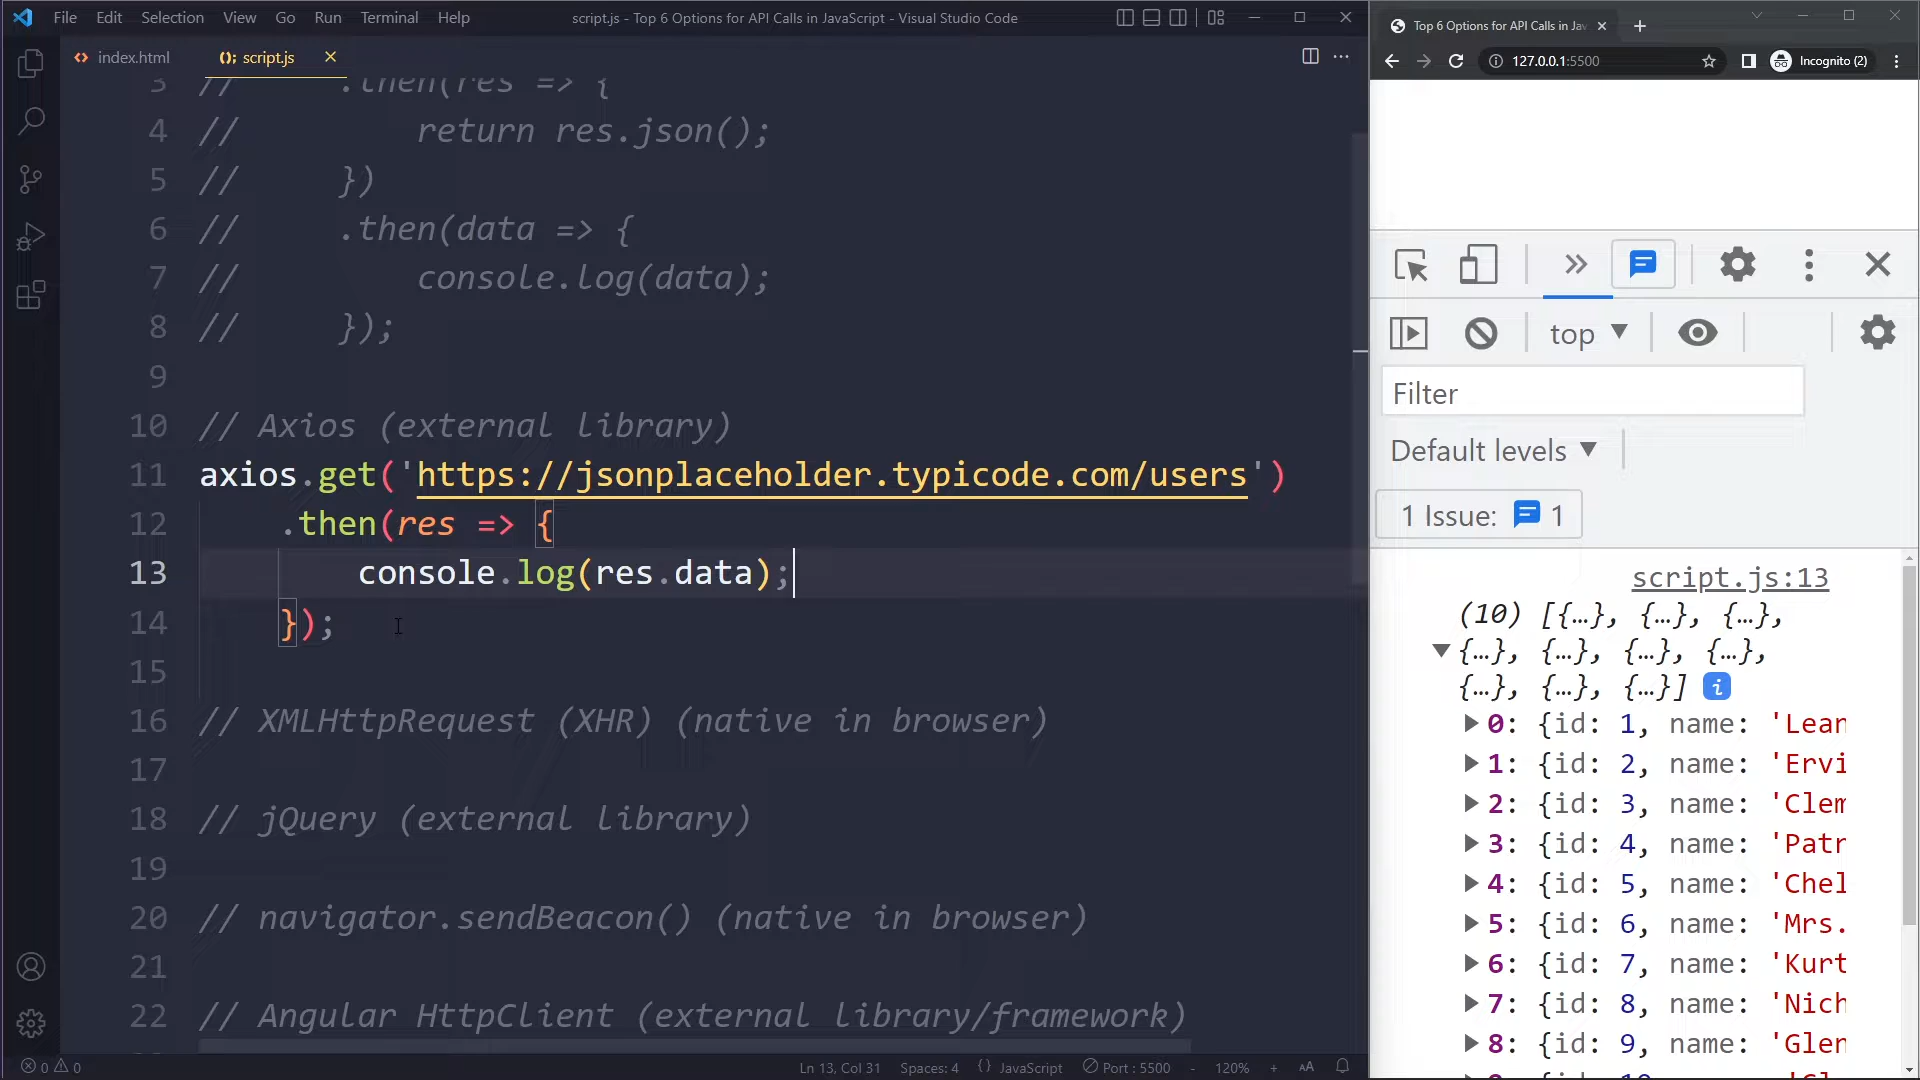 File Edit Selection View Go Run Terminal Help
script.js - Top 6 Options for API Calls in JavaScript - Visual Studio Code
index.html
(); script.js
3 // .then(res => {
4 // return res.json();
5 // })
6 // .then(data => {
7 // console.log(data);
8 // });
9
10 // Axios (external library)
11 axios.get('https://jsonplaceholder.typicode.com/users')
12 .then(res => {
13 console.log(res.data);
14 });
15
16 // XMLHttpRequest (XHR) (native in browser)
17
18 // jQuery (external library)
19
20 // navigator.sendBeacon() (native in browser)
21
22 // Angular HttpClient (external library/framework)
0 0
Ln 13, Col 31 Spaces: 4 {} JavaScript Port : 5500 - 120% + AA
Top 6 Options for API Calls in Jav
127.0.0.1:5500
Incognito (2)
top
Filter
Default levels
1 Issue: 1
script.js:13
(10) [{…}, {…}, {…},
{…}, {…}, {…}, {…},
{…}, {…}, {…}] i
0: {id: 1, name: 'Lean
1: {id: 2, name: 'Ervi
2: {id: 3, name: 'Clem
3: {id: 4, name: 'Patr
4: {id: 5, name: 'Chel
5: {id: 6, name: 'Mrs.
6: {id: 7, name: 'Kurt
7: {id: 8, name: 'Nich
8: {id: 9, name: 'Glen